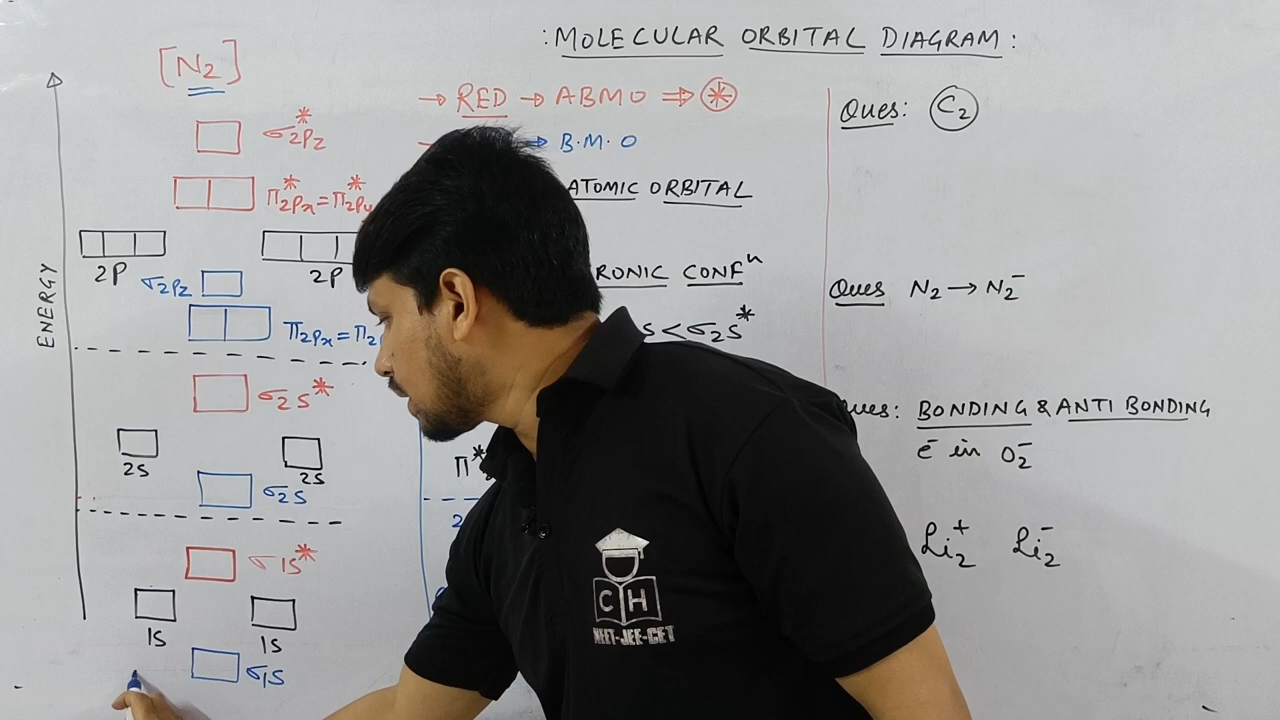 : MOLECULAR ORBITAL DIAGRAM :
[N₂]
σ*2Pz
π*2Px = π*2Py
2P 2P
σ2Pz
π2Px = π2
σ2S*
2S 2S
σ2S
σ1S*
1S 1S
σ1S
ENERGY
→ RED → ABMO ⇒ *
⇒ B.M.O
ATOMIC ORBITAL
RONIC CONFⁿ
S < σ2S*
π*
2
Ques: C₂
Ques N₂ → N₂⁻
ues: BONDING & ANTI BONDING
e⁻ in O₂⁻
Li₂⁺ Li₂⁻
C H
NEET-JEE-CET